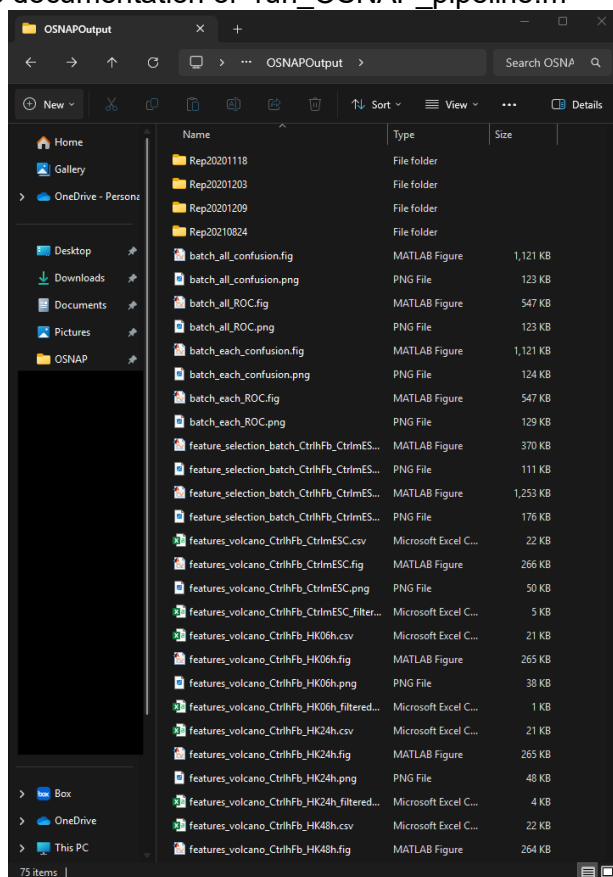 documentation of run_OSNAP_pipeline.m
OSNAPOutput
OSNAPOutput
Search OSNA
New
Sort
View
Details
Name Type Size
Home
Gallery
OneDrive - Persona
Desktop
Downloads
Documents
Pictures
OSNAP
Box
OneDrive
This PC
Rep20201118 File folder
Rep20201203 File folder
Rep20201209 File folder
Rep20210824 File folder
batch_all_confusion.fig MATLAB Figure 1,121 KB
batch_all_confusion.png PNG File 123 KB
batch_all_ROC.fig MATLAB Figure 547 KB
batch_all_ROC.png PNG File 123 KB
batch_each_confusion.fig MATLAB Figure 1,121 KB
batch_each_confusion.png PNG File 124 KB
batch_each_ROC.fig MATLAB Figure 547 KB
batch_each_ROC.png PNG File 129 KB
feature_selection_batch_CtrlhFb_CtrlmES... MATLAB Figure 370 KB
feature_selection_batch_CtrlhFb_CtrlmES... PNG File 111 KB
feature_selection_batch_CtrlhFb_CtrlmES... MATLAB Figure 1,253 KB
feature_selection_batch_CtrlhFb_CtrlmES... PNG File 176 KB
features_volcano_CtrlhFb_CtrlmESC.csv Microsoft Excel C... 22 KB
features_volcano_CtrlhFb_CtrlmESC.fig MATLAB Figure 266 KB
features_volcano_CtrlhFb_CtrlmESC.png PNG File 50 KB
features_volcano_CtrlhFb_CtrlmESC_filter... Microsoft Excel C... 5 KB
features_volcano_CtrlhFb_HK06h.csv Microsoft Excel C... 21 KB
features_volcano_CtrlhFb_HK06h.fig MATLAB Figure 265 KB
features_volcano_CtrlhFb_HK06h.png PNG File 38 KB
features_volcano_CtrlhFb_HK06h_filtered... Microsoft Excel C... 1 KB
features_volcano_CtrlhFb_HK24h.csv Microsoft Excel C... 21 KB
features_volcano_CtrlhFb_HK24h.fig MATLAB Figure 265 KB
features_volcano_CtrlhFb_HK24h.png PNG File 48 KB
features_volcano_CtrlhFb_HK24h_filtered... Microsoft Excel C... 4 KB
features_volcano_CtrlhFb_HK48h.csv Microsoft Excel C... 22 KB
features_volcano_CtrlhFb_HK48h.fig MATLAB Figure 264 KB
75 items